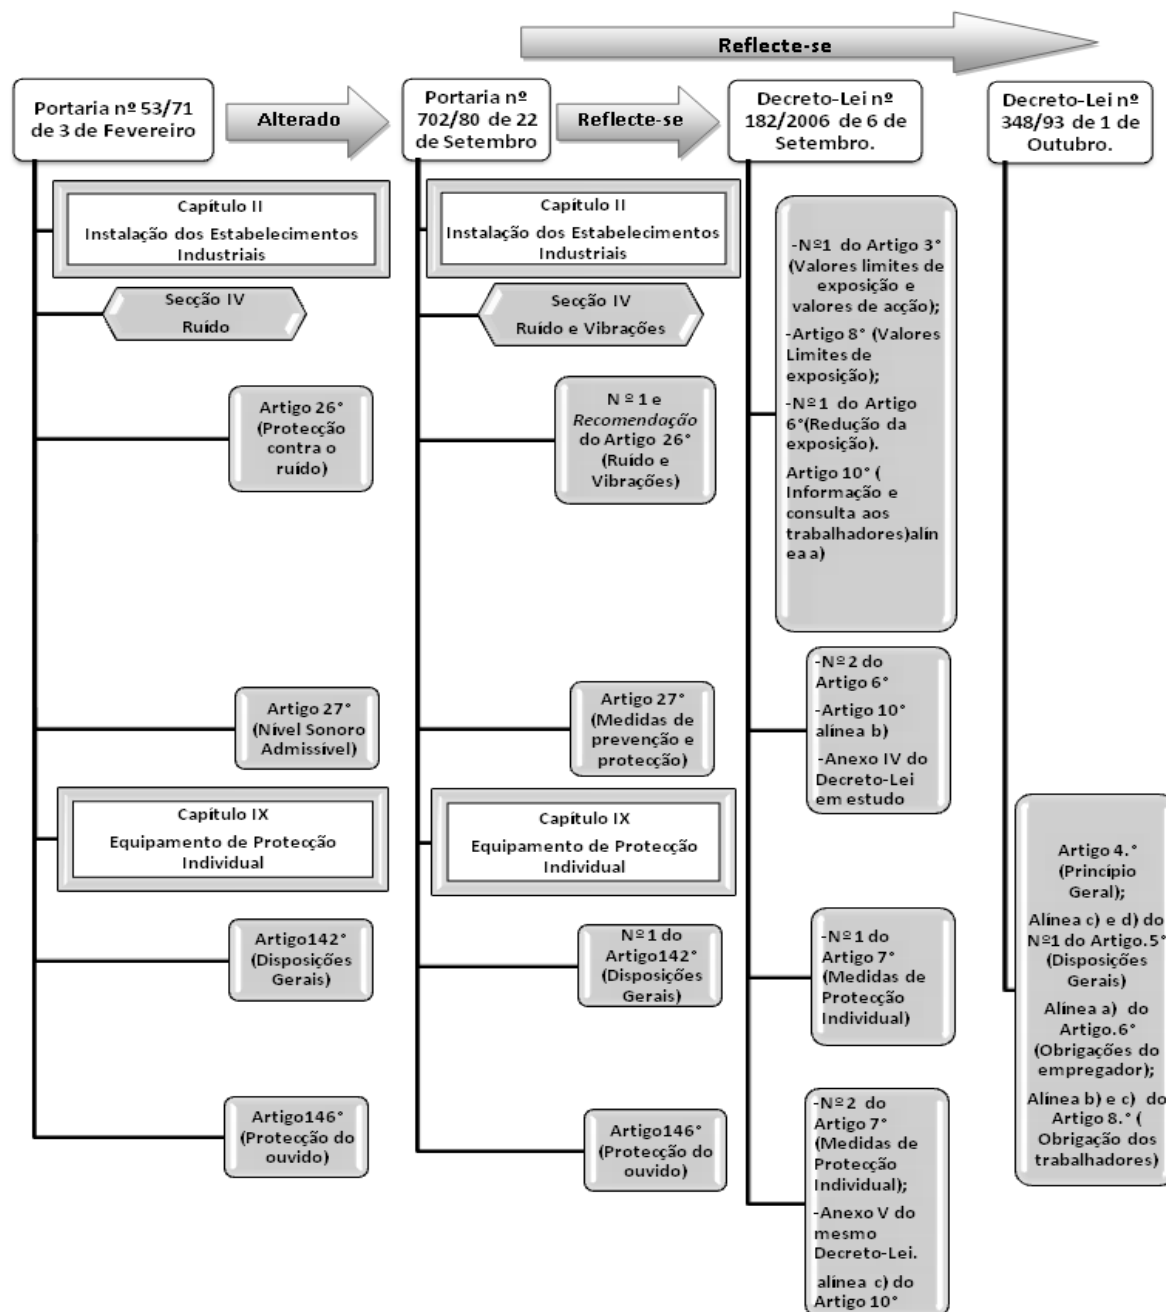 Reflecte-se
Portaria nº 53/71
de 3 de Fevereiro
Alterado
Portaria nº
702/80 de 22
de Setembro
Reflecte-se
Decreto-Lei nº
182/2006 de 6 de
Setembro.
Decreto-Lei nº
348/93 de 1 de
Outubro.
Capítulo II
Instalação dos Estabelecimentos
Industriais
Secção IV
Ruído
Artigo 26°
(Protecção
contra o
ruído)
Artigo 27°
(Nível Sonoro
Admissível)
Capítulo IX
Equipamento de Protecção
Individual
Artigo142°
(Disposições
Gerais)
Artigo146°
(Protecção do
ouvido)
Capítulo II
Instalação dos Estabelecimentos
Industriais
Secção IV
Ruído e Vibrações
Nº1 e
Recomendação
do Artigo 26°
(Ruído e
Vibrações)
Artigo 27°
(Medidas de
prevenção e
protecção)
Capítulo IX
Equipamento de Protecção
Individual
Nº1 do
Artigo142°
(Disposições
Gerais)
Artigo146°
(Protecção do
ouvido)
-Nº1 do Artigo 3°
(Valores limites de
exposição e
valores de acção);
-Artigo 8° (Valores
Limites de
exposição);
-Nº1 do Artigo
6°(Redução da
exposição).
Artigo 10° (
Informação e
consulta aos
trabalhadores)alín
ea a)
-Nº2 do
Artigo 6°
-Artigo 10°
alínea b)
-Anexo IV do
Decreto-Lei
em estudo
-Nº1 do
Artigo 7°
(Medidas de
Protecção
Individual)
-Nº2 do
Artigo 7°
(Medidas de
Protecção
Individual);
-Anexo V do
mesmo
Decreto-Lei.
alínea c) do
Artigo 10°
Artigo 4.°
(Princípio
Geral);
Alínea c) e d) do
Nº1 do Artigo.5°
(Disposições
Gerais)
Alínea a) do
Artigo.6°
(Obrigações do
empregador);
Alínea b) e c) do
Artigo 8.° (
Obrigação dos
trabalhadores)